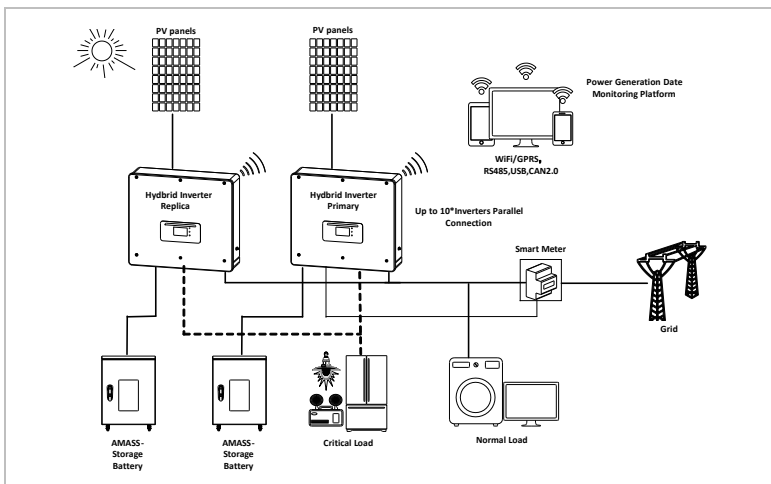 PV panels
PV panels
Power Generation Date
Monitoring Platform
WiFi/GPRS,
RS485,USB,CAN2.0
Hydbrid Inverter
Replica
Hydbrid Inverter
Primary
Up to 10*Inverters Parallel
Connection
Smart Meter
Grid
AMASS-
Storage
Battery
AMASS-
Storage
Battery
Critical Load
Normal Load